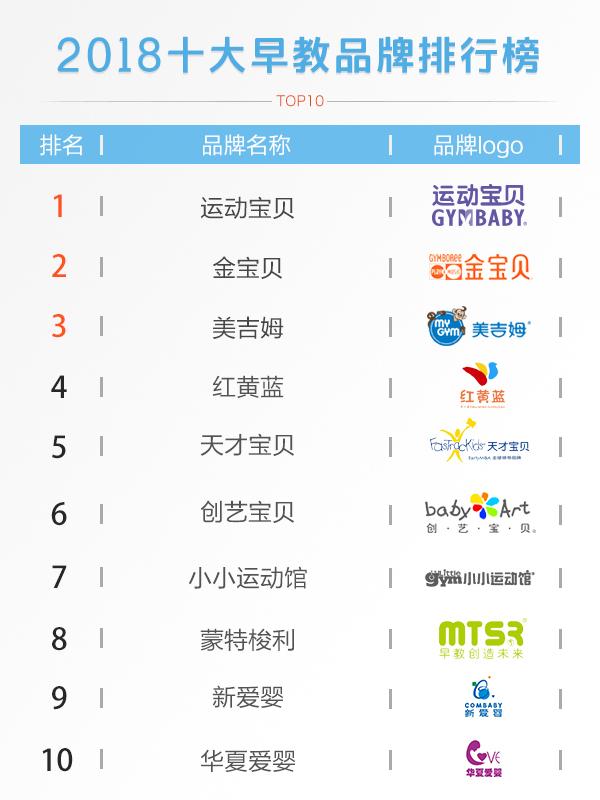 2018十大早教品牌排行榜
TOP10
排名 品牌名称 品牌logo
1 运动宝贝 运动宝贝
GYMBABY®
2 金宝贝 GYMBOREE
金宝贝
3 美吉姆 MY GYM 美吉姆®
4 红黄蓝 红黄蓝
5 天才宝贝 FasTracKids 天才宝贝
6 创艺宝贝 baby Art
创·艺·宝·贝®
7 小小运动馆 gym小小运动馆®
8 蒙特梭利 MTSR
早教创造未来
9 新爱婴 COMBABY
新爱婴
10 华夏爱婴 LOVE
华夏爱婴